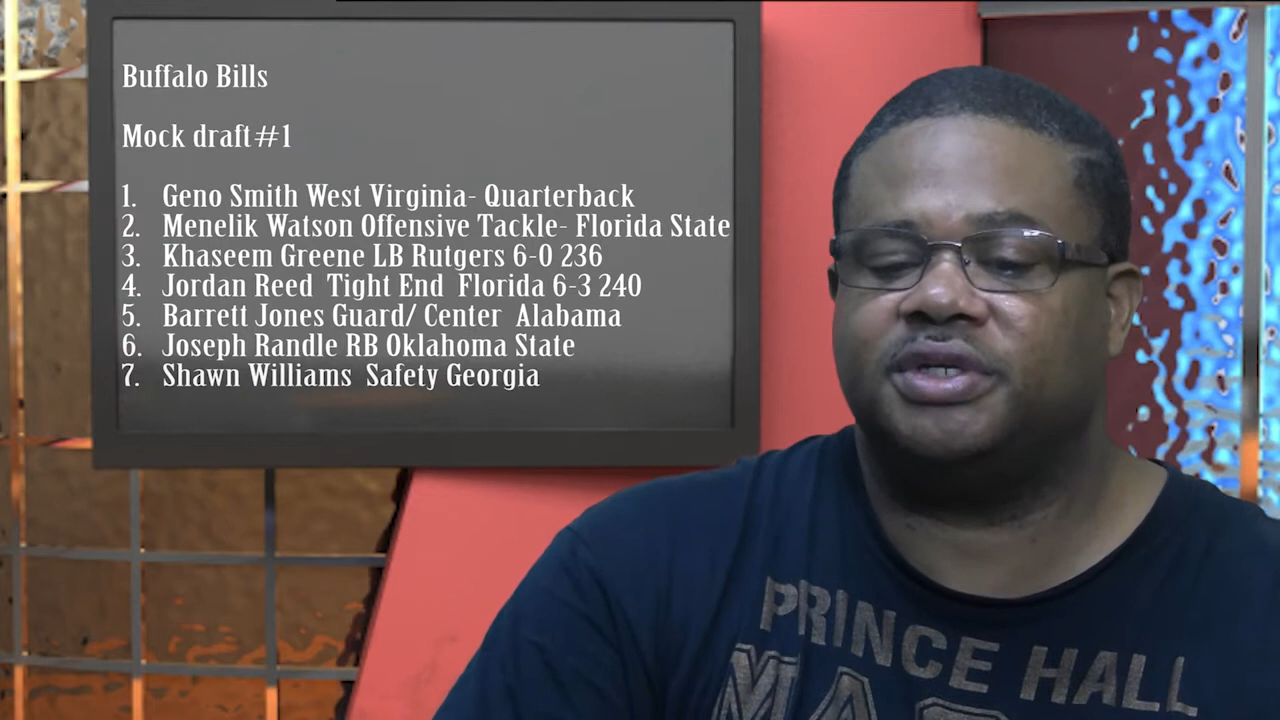 Buffalo Bills
Mock draft #1
1. Geno Smith West Virginia- Quarterback
2. Menelik Watson Offensive Tackle- Florida State
3. Khaseem Greene LB Rutgers 6-0 236
4. Jordan Reed Tight End Florida 6-3 240
5. Barrett Jones Guard/ Center Alabama
6. Joseph Randle RB Oklahoma State
7. Shawn Williams Safety Georgia
PRINCE HALL